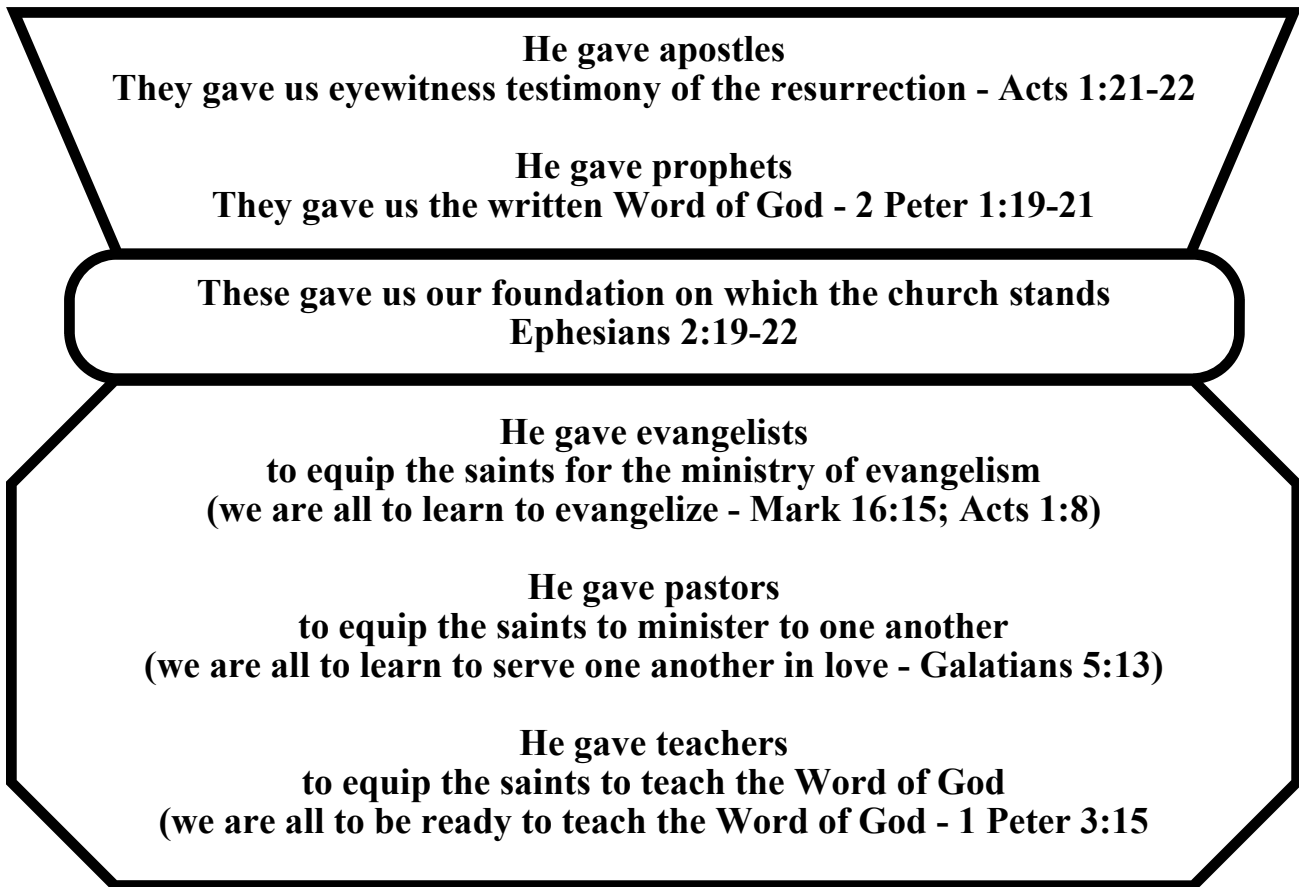 He gave apostles
They gave us eyewitness testimony of the resurrection - Acts 1:21-22
He gave prophets
They gave us the written Word of God - 2 Peter 1:19-21
These gave us our foundation on which the church stands
Ephesians 2:19-22
He gave evangelists
to equip the saints for the ministry of evangelism
(we are all to learn to evangelize - Mark 16:15; Acts 1:8)
He gave pastors
to equip the saints to minister to one another
(we are all to learn to serve one another in love - Galatians 5:13)
He gave teachers
to equip the saints to teach the Word of God
(we are all to be ready to teach the Word of God - 1 Peter 3:15